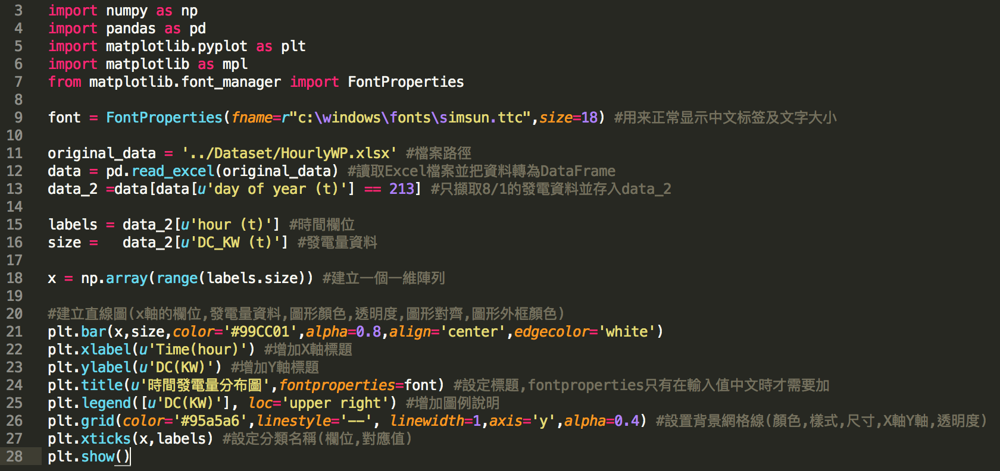 3 import numpy as np
4 import pandas as pd
5 import matplotlib.pyplot as plt
6 import matplotlib as mpl
7 from matplotlib.font_manager import FontProperties
8
9 font = FontProperties(fname=r"c:\windows\fonts\simsun.ttc",size=18) #用来正常显示中文标签及文字大小
10
11 original_data = '../Dataset/HourlyWP.xlsx' #檔案路徑
12 data = pd.read_excel(original_data) #讀取Excel檔案並把資料轉為DataFrame
13 data_2 =data[data[u'day of year (t)'] == 213] #只擷取8/1的發電資料並存入data_2
14
15 labels = data_2[u'hour (t)'] #時間欄位
16 size =   data_2[u'DC_KW (t)'] #發電量資料
17
18 x = np.array(range(labels.size)) #建立一個一維陣列
19
20 #建立直線圖(x軸的欄位,發電量資料,圖形顏色,透明度,圖形對齊,圖形外框顏色)
21 plt.bar(x,size,color='#99CC01',alpha=0.8,align='center',edgecolor='white')
22 plt.xlabel(u'Time(hour)') #增加X軸標題
23 plt.ylabel(u'DC(KW)') #增加Y軸標題
24 plt.title(u'時間發電量分布圖',fontproperties=font) #設定標題,fontproperties只有在輸入值中文時才需要加
25 plt.legend([u'DC(KW)'], loc='upper right') #增加圖例說明
26 plt.grid(color='#95a5a6',linestyle='--', linewidth=1,axis='y',alpha=0.4) #設置背景網格線(顏色,樣式,尺寸,X軸Y軸,透明度)
27 plt.xticks(x,labels) #設定分類名稱(欄位,對應值)
28 plt.show()